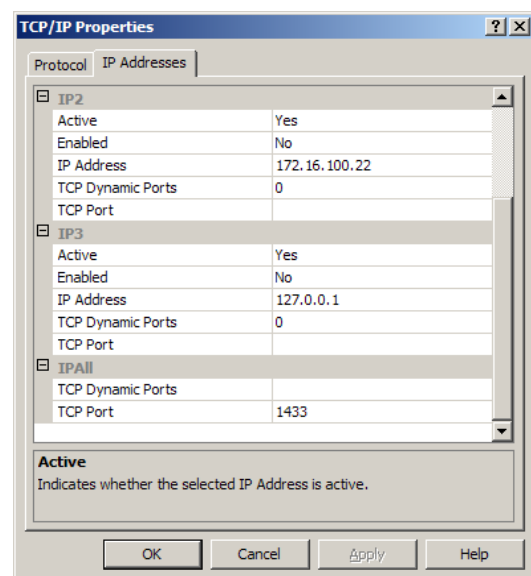 TCP/IP Properties
Protocol IP Addresses
IP2
Active Yes
Enabled No
IP Address 172.16.100.22
TCP Dynamic Ports 0
TCP Port
IP3
Active Yes
Enabled No
IP Address 127.0.0.1
TCP Dynamic Ports 0
TCP Port
IPAll
TCP Dynamic Ports
TCP Port 1433
Active
Indicates whether the selected IP Address is active.
OK Cancel Apply Help